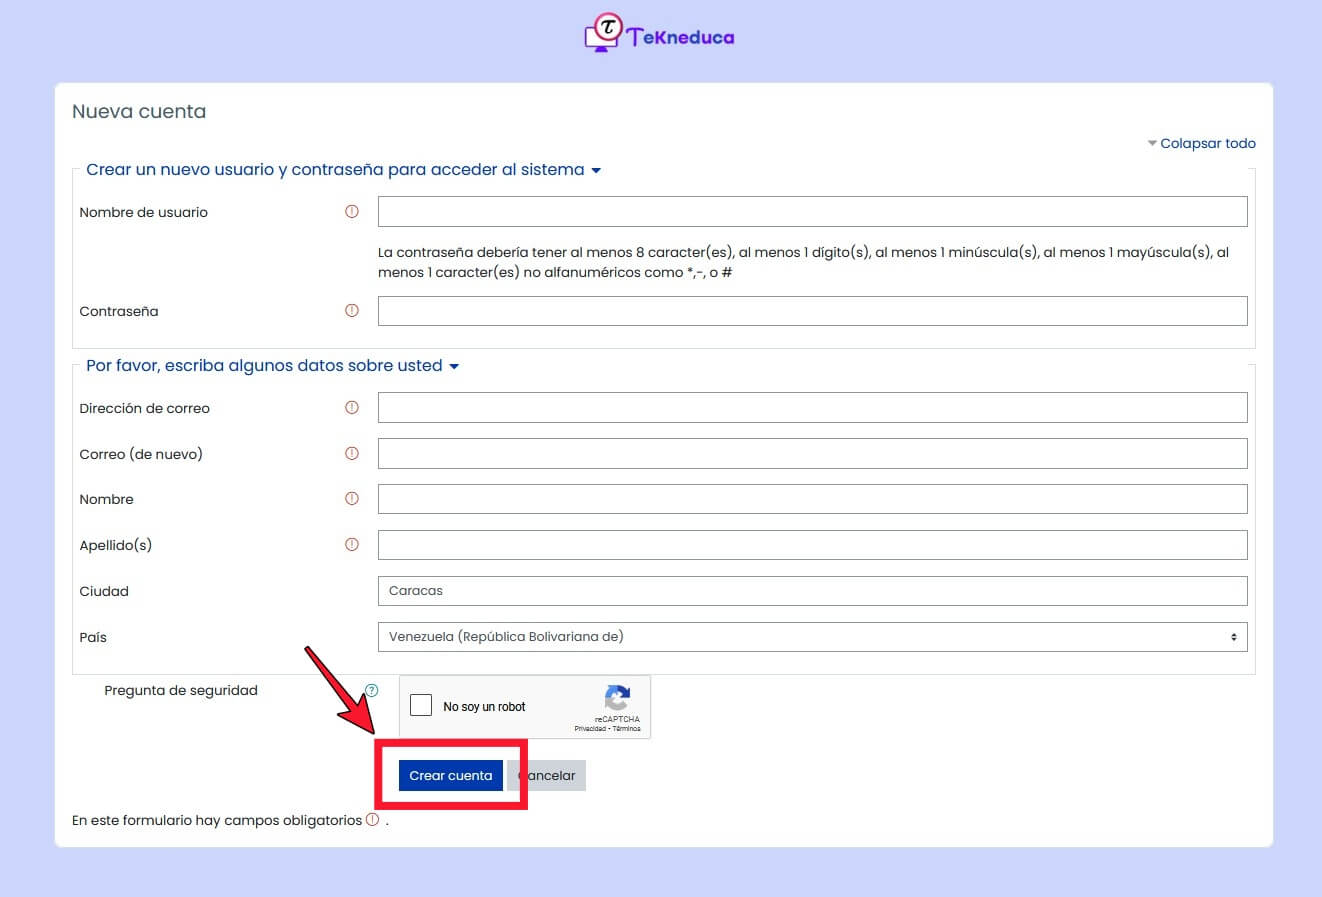 τ TeKneduca
Nueva cuenta
Colapsar todo
Crear un nuevo usuario y contraseña para acceder al sistema
Nombre de usuario
La contraseña debería tener al menos 8 caracter(es), al menos 1 dígito(s), al menos 1 minúscula(s), al menos 1 mayúscula(s), al
menos 1 caracter(es) no alfanuméricos como *,-, o #
Contraseña
Por favor, escriba algunos datos sobre usted
Dirección de correo
Correo (de nuevo)
Nombre
Apellido(s)
Ciudad
Caracas
País
Venezuela (República Bolivariana de)
Pregunta de seguridad
No soy un robot
reCAPTCHA
Privacidad - Términos
Crear cuenta
Cancelar
En este formulario hay campos obligatorios .